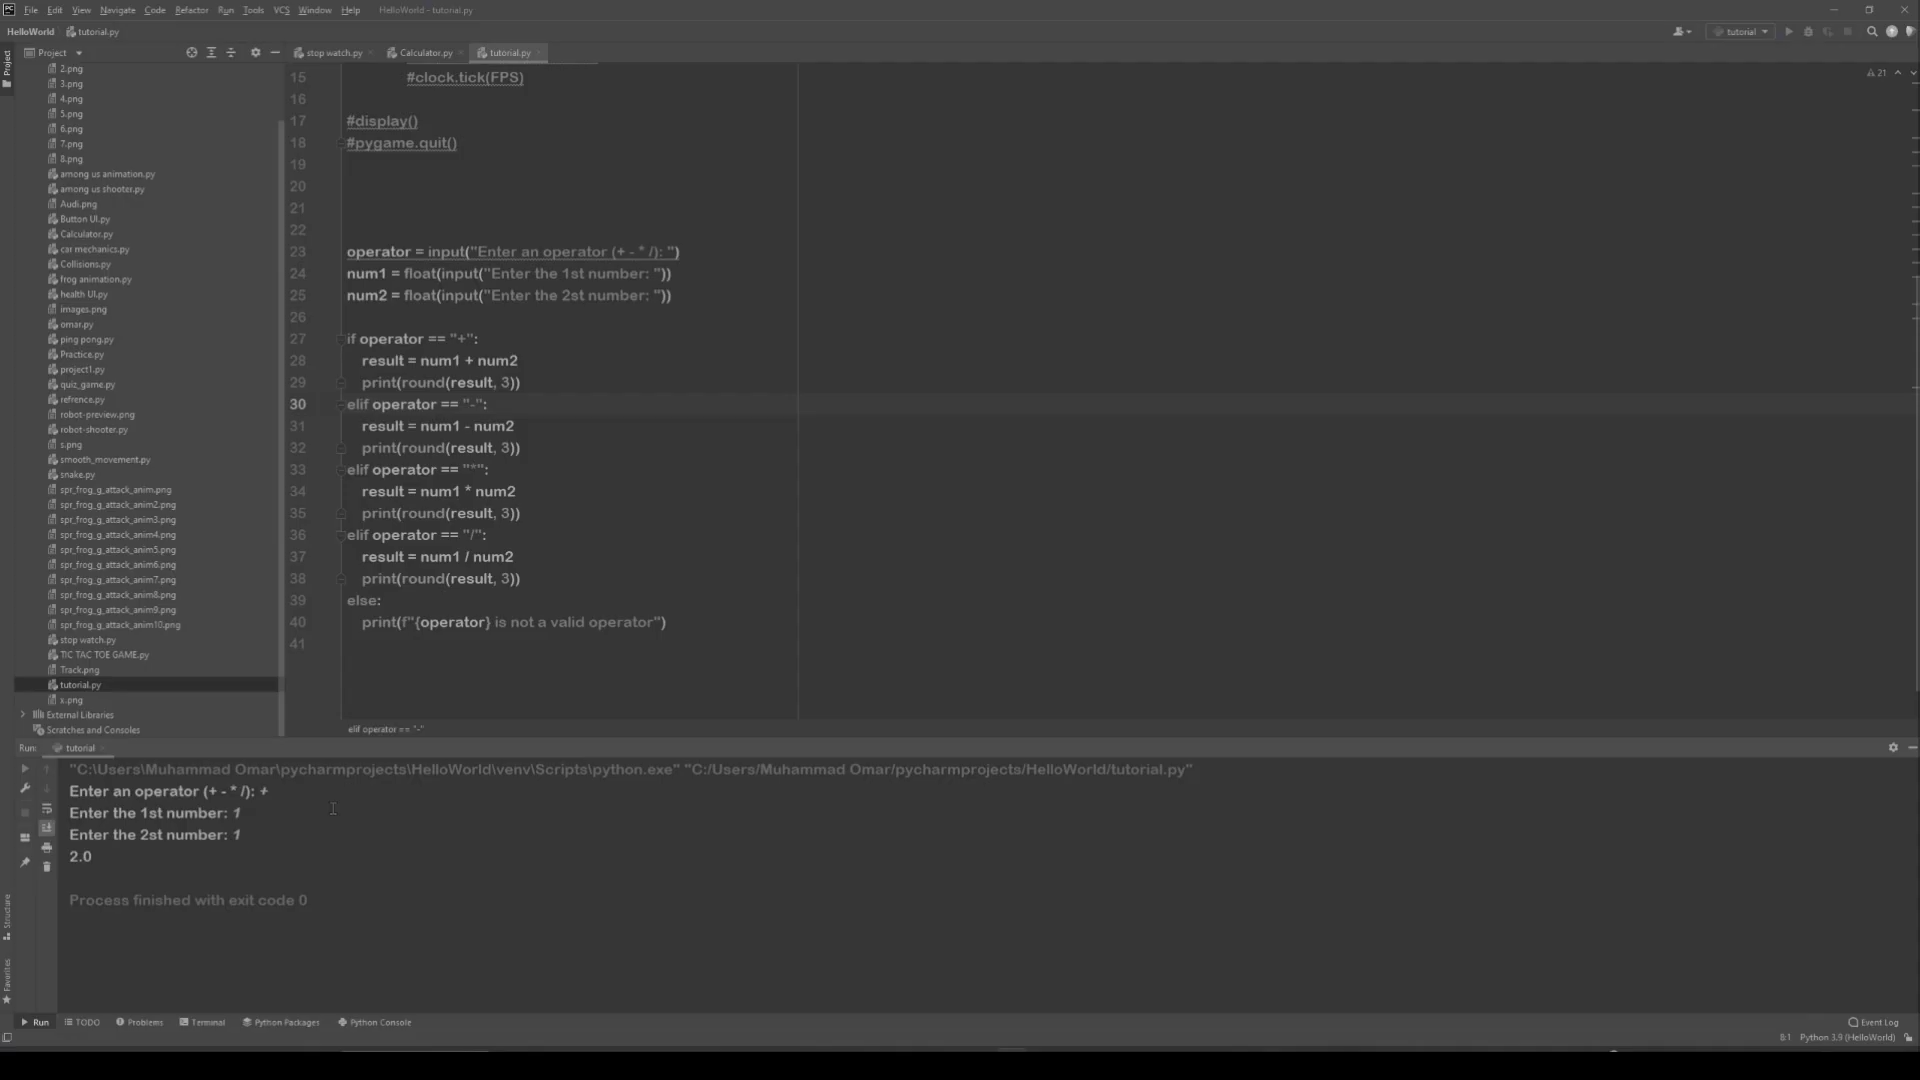 File Edit View Navigate Code Refactor Run Tools VCS Window Help HelloWorld - tutorial.py
HelloWorld tutorial.py
tutorial
Project
stop watch.py Calculator.py tutorial.py
Project
2.png
3.png
4.png
5.png
6.png
7.png
8.png
among us animation.py
among us shooter.py
Audi.png
Button UI.py
Calculator.py
car mechanics.py
Collisions.py
frog animation.py
health UI.py
images.png
omar.py
ping pong.py
Practice.py
project1.py
quiz_game.py
refrence.py
robot-preview.png
robot-shooter.py
s.png
smooth_movement.py
snake.py
spr_frog_g_attack_anim.png
spr_frog_g_attack_anim2.png
spr_frog_g_attack_anim3.png
spr_frog_g_attack_anim4.png
spr_frog_g_attack_anim5.png
spr_frog_g_attack_anim6.png
spr_frog_g_attack_anim7.png
spr_frog_g_attack_anim8.png
spr_frog_g_attack_anim9.png
spr_frog_g_attack_anim10.png
stop watch.py
TIC TAC TOE GAME.py
Track.png
tutorial.py
x.png
External Libraries
Scratches and Consoles
21
15 #clock.tick(FPS)
16
17 #display()
18 #pygame.quit()
19
20
21
22
23 operator = input("Enter an operator (+ - * /): ")
24 num1 = float(input("Enter the 1st number: "))
25 num2 = float(input("Enter the 2st number: "))
26
27 if operator == "+":
28 result = num1 + num2
29 print(round(result, 3))
30 elif operator == "-":
31 result = num1 - num2
32 print(round(result, 3))
33 elif operator == "*":
34 result = num1 * num2
35 print(round(result, 3))
36 elif operator == "/":
37 result = num1 / num2
38 print(round(result, 3))
39 else:
40 print(f"{operator} is not a valid operator")
41
elif operator == "-"
Run: tutorial
"C:\Users\Muhammad Omar\pycharmprojects\HelloWorld\venv\Scripts\python.exe" "C:/Users/Muhammad Omar/pycharmprojects/HelloWorld/tutorial.py"
Enter an operator (+ - * /): +
Enter the 1st number: 1
Enter the 2st number: 1
2.0
Process finished with exit code 0
Structure
Favorites
Run TODO Problems Terminal Python Packages Python Console Event Log
8:1 Python 3.9 (HelloWorld)